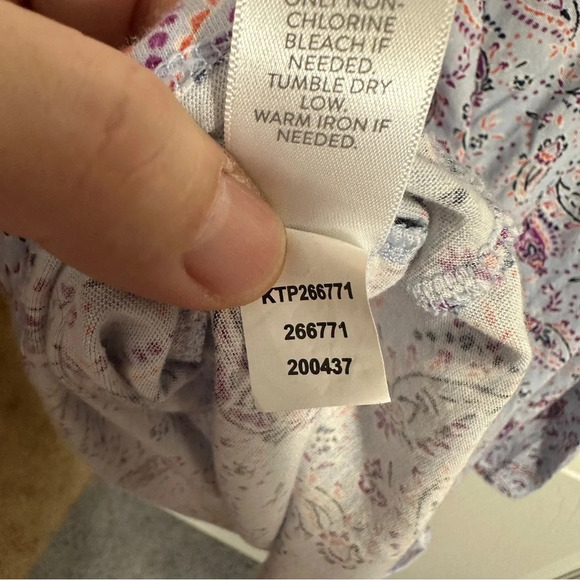 ONLY NON-
CHLORINE
BLEACH IF
NEEDED.
TUMBLE DRY
LOW.
WARM IRON IF
NEEDED.
KTP266771
266771
200437